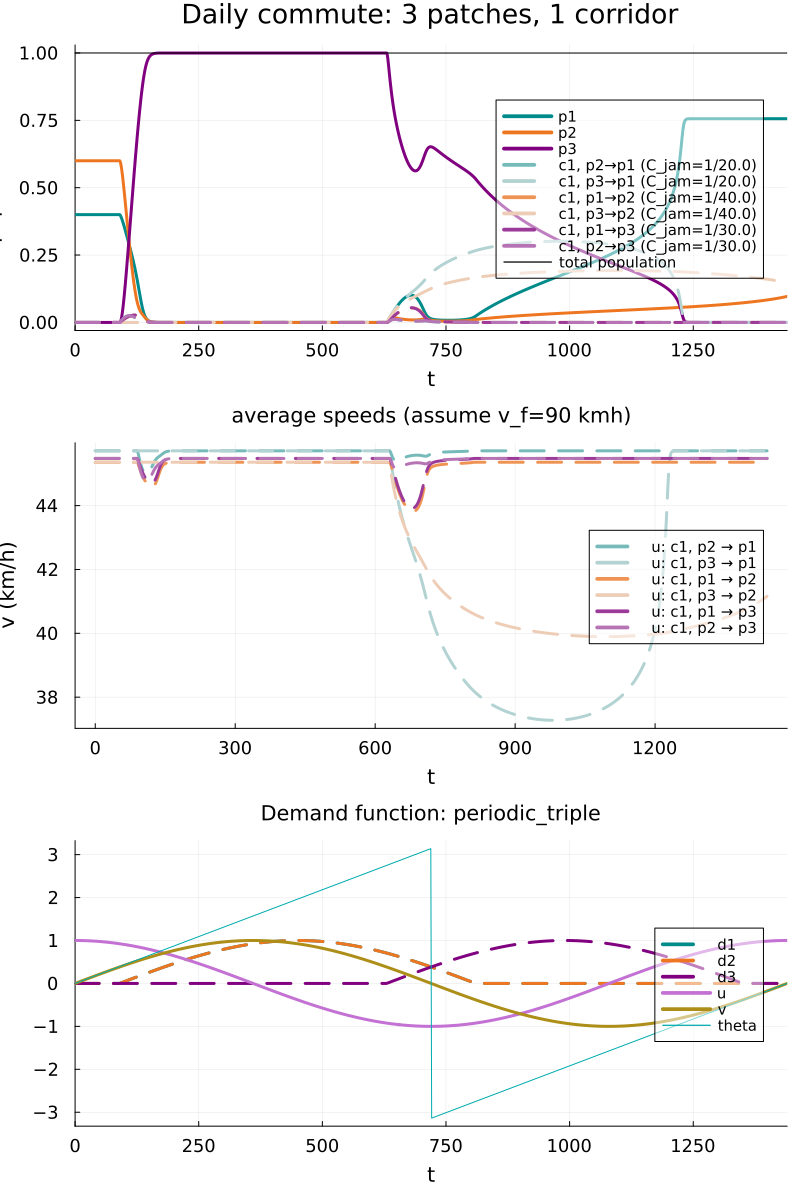 Daily commute: 3 patches, 1 corridor
1.00
0.75
0.50
0.25
0.00
p1
p2
p3
c1, p2→p1 (C_jam=1/20.0)
c1, p3→p1 (C_jam=1/20.0)
c1, p1→p2 (C_jam=1/40.0)
c1, p3→p2 (C_jam=1/40.0)
c1, p1→p3 (C_jam=1/30.0)
c1, p2→p3 (C_jam=1/30.0)
total population
0 250 500 750 1000 1250
t
average speeds (assume v_f=90 kmh)
v (km/h)
44
42
40
38
u: c1, p2 → p1
u: c1, p3 → p1
u: c1, p1 → p2
u: c1, p3 → p2
u: c1, p1 → p3
u: c1, p2 → p3
0 300 600 900 1200
t
Demand function: periodic_triple
3
2
1
0
−1
−2
−3
d1
d2
d3
u
v
theta
0 250 500 750 1000 1250
t